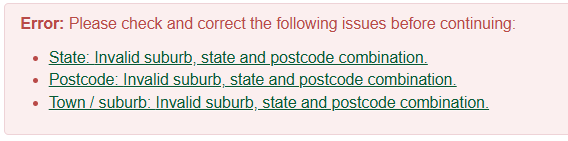 Error: Please check and correct the following issues before continuing:
State: Invalid suburb, state and postcode combination.
Postcode: Invalid suburb, state and postcode combination.
Town / suburb: Invalid suburb, state and postcode combination.